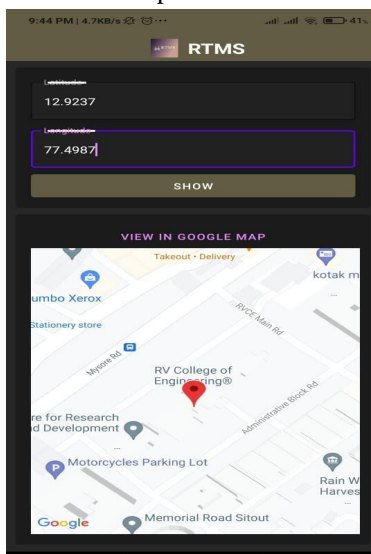 9:44 PM | 4.7KB/s
41%
RTMS
Latitude
12.9237
Longitude
77.4987
SHOW
VIEW IN GOOGLE MAP
Takeout • Delivery
kotak m
umbo Xerox
RVCE Main Rd
Stationery store
Mysore Rd
RV College of
Engineering®
re for Research
d Development
Administrative Block Rd
P
Motorcycles Parking Lot
Rain W
Harves
Google
Memorial Road Sitout